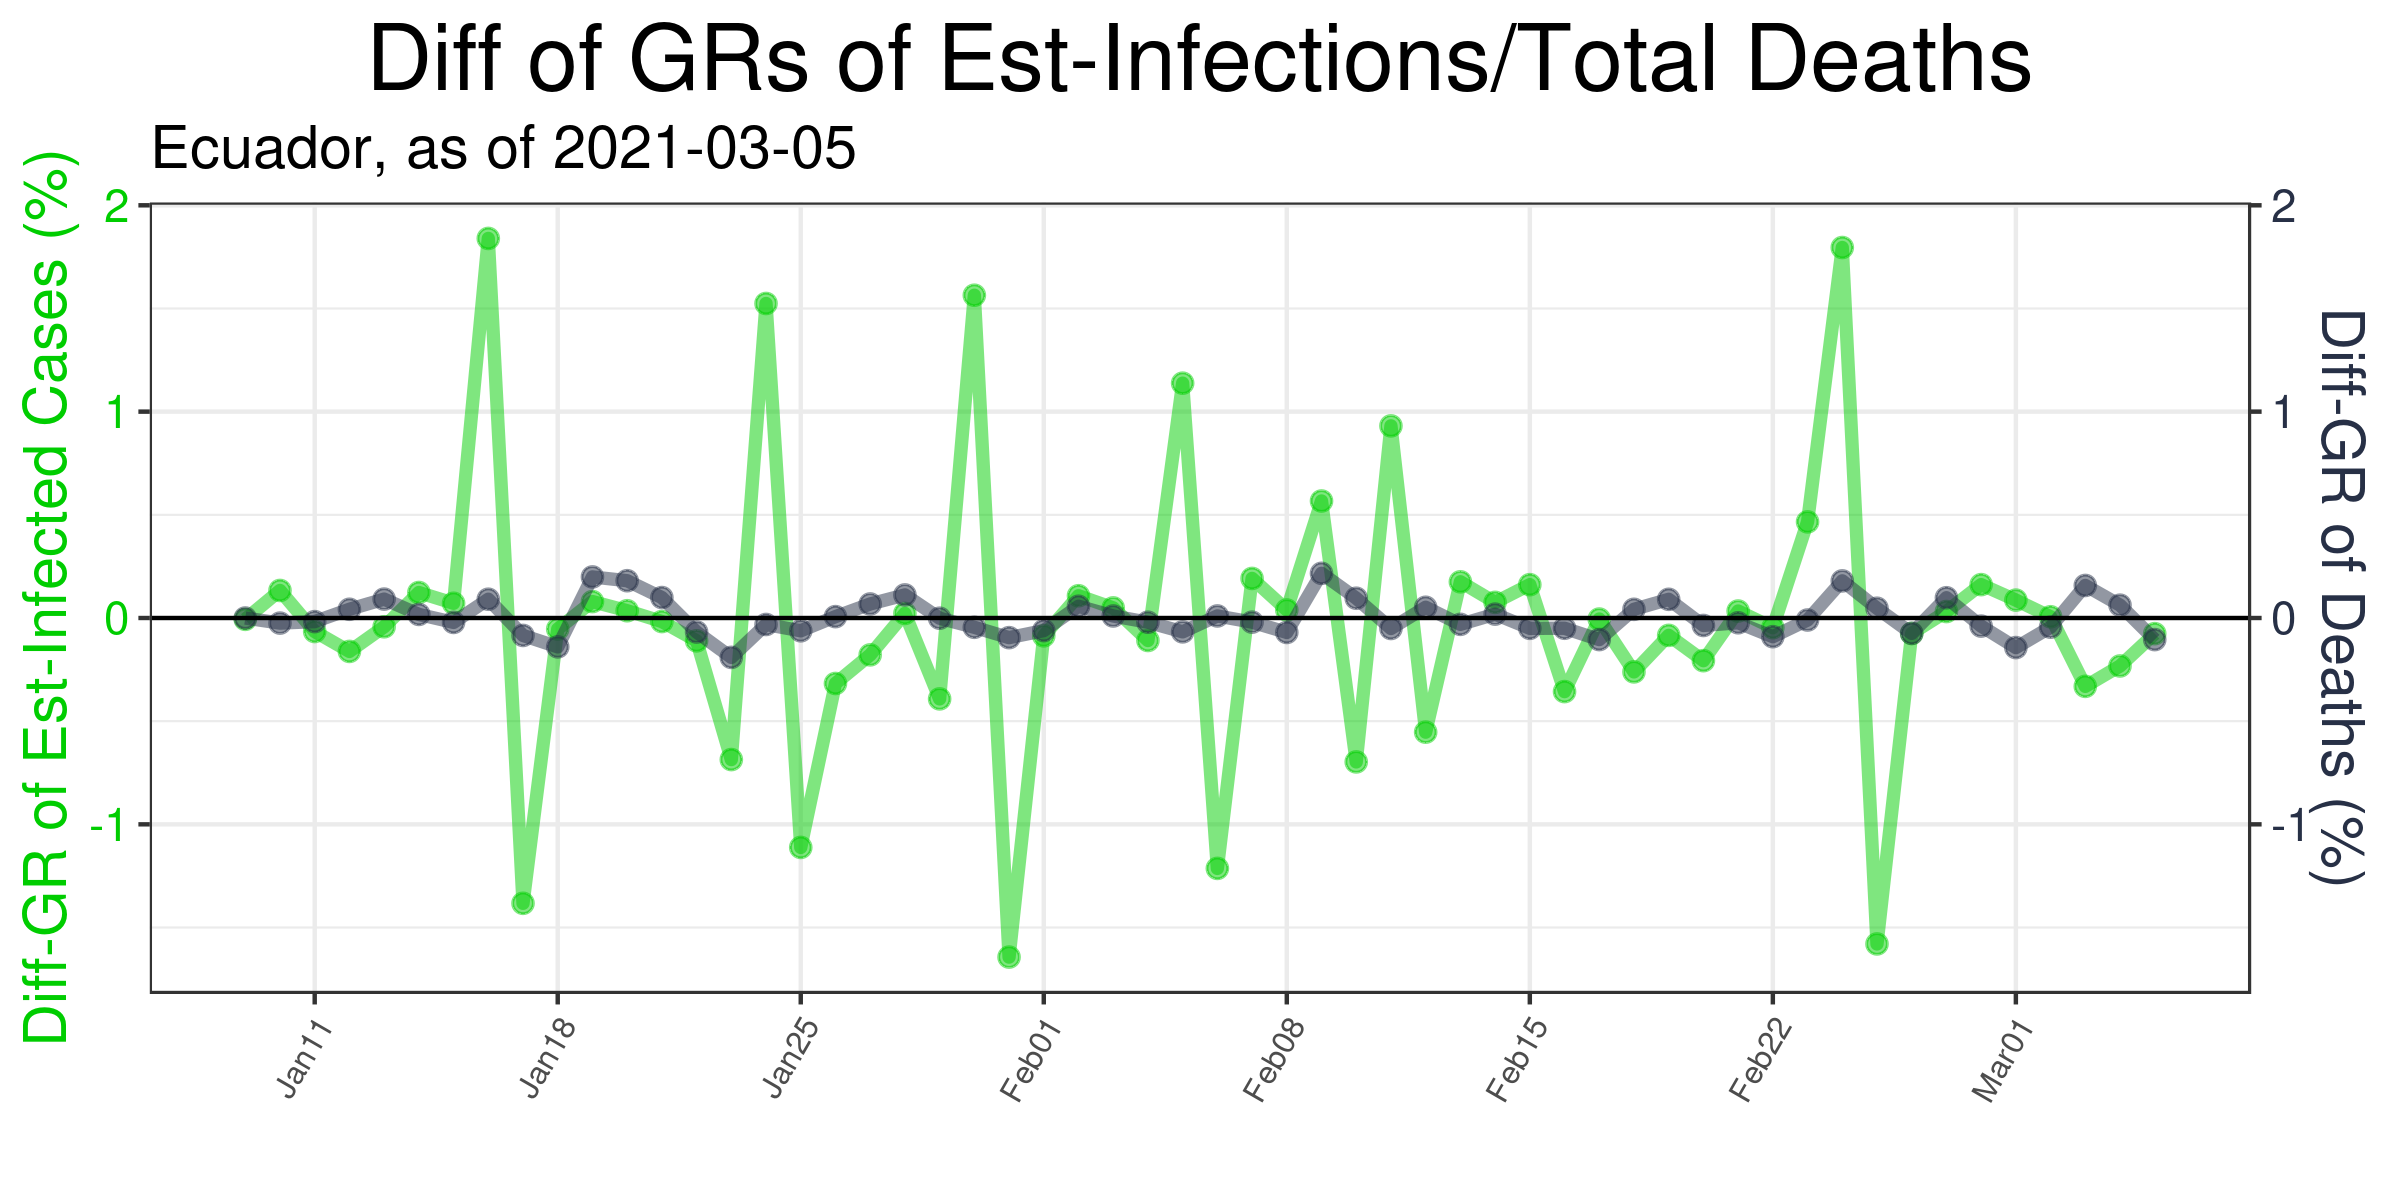 Diff of GRs of Est-Infections/Total Deaths
Ecuador, as of 2021-03-05
Diff-GR of Est-Infected Cases (%)
2
1
0
-1
2
1
0
-1
Diff-GR of Deaths (%)
Jan11
Jan18
Jan25
Feb01
Feb08
Feb15
Feb22
Mar01